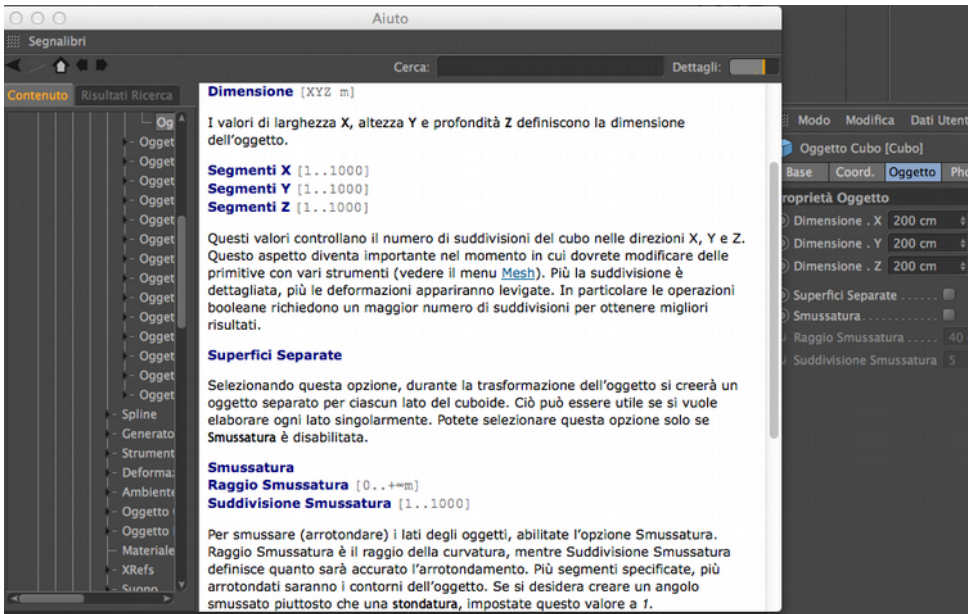 Aiuto
Segnalibri
Cerca:
Dettagli:
Contenuto
Risultati Ricerca
Og
Ogget
Ogget
Ogget
Ogget
Ogget
Ogget
Ogget
Ogget
Ogget
Ogget
Ogget
Ogget
Ogget
Ogget
Spline
Generato
Strument
Deforma
Ambiente
Oggetto
Oggetto
Materiale
XRefs
Suono
Dimensione [XYZ m]
I valori di larghezza X, altezza Y e profondità Z definiscono la dimensione
dell'oggetto.
Segmenti X [1..1000]
Segmenti Y [1..1000]
Segmenti Z [1..1000]
Questi valori controllano il numero di suddivisioni del cubo nelle direzioni X, Y e Z.
Questo aspetto diventa importante nel momento in cui dovrete modificare delle
primitive con vari strumenti (vedere il menu Mesh). Più la suddivisione è
dettagliata, più le deformazioni appariranno levigate. In particolare le operazioni
booleane richiedono un maggior numero di suddivisioni per ottenere migliori
risultati.
Superfici Separate
Selezionando questa opzione, durante la trasformazione dell'oggetto si creerà un
oggetto separato per ciascun lato del cuboide. Ciò può essere utile se si vuole
elaborare ogni lato singolarmente. Potete selezionare questa opzione solo se
Smussatura è disabilitata.
Smussatura
Raggio Smussatura [0..+∞m]
Suddivisione Smussatura [1..1000]
Per smussare (arrotondare) i lati degli oggetti, abilitate l'opzione Smussatura.
Raggio Smussatura è il raggio della curvatura, mentre Suddivisione Smussatura
definisce quanto sarà accurato l'arrotondamento. Più segmenti specificate, più
arrotondati saranno i contorni dell'oggetto. Se si desidera creare un angolo
smussato piuttosto che una stondatura, impostate questo valore a 1.
Modo Modifica Dati Utent
Oggetto Cubo [Cubo]
Base Coord. Oggetto Pho
roprietà Oggetto
Dimensione . X 200 cm
Dimensione . Y 200 cm
Dimensione . Z 200 cm
Superfici Separate ......
Smussatura...........
Raggio Smussatura ..... 40
Suddivisione Smussatura 5